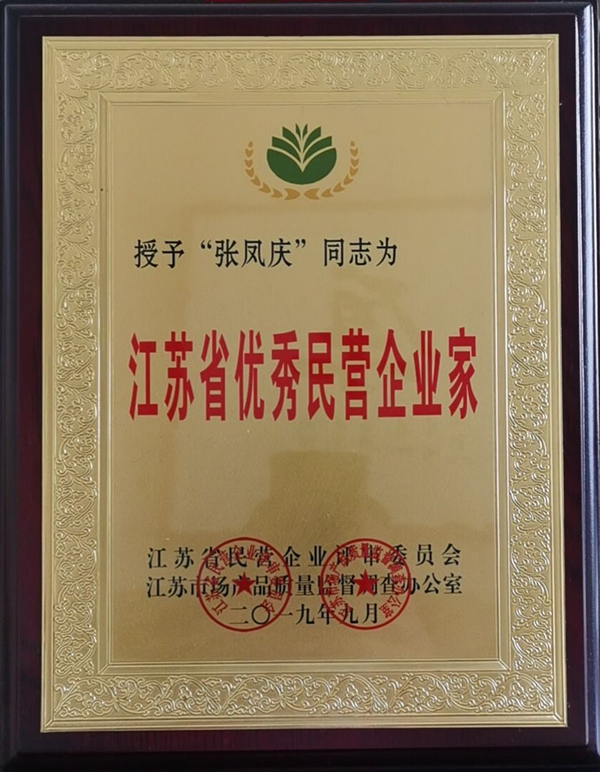 授予“张凤庆”同志为
江苏省优秀民营企业家
江苏省民营企业评审委员会
江苏市场产品质量监督调查办公室
二〇一九年九月